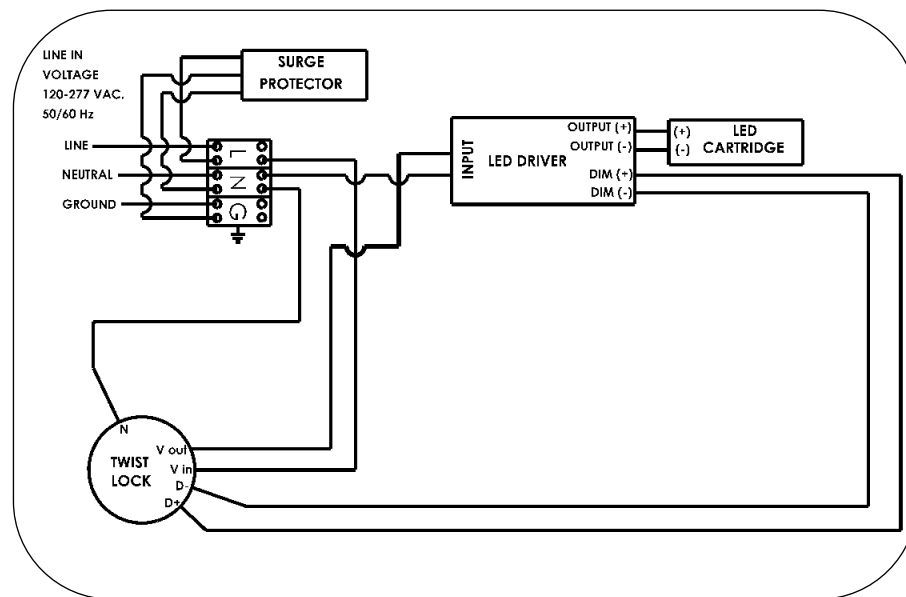 LINE IN
VOLTAGE
120-277 VAC.
50/60 Hz
SURGE
PROTECTOR
LINE
NEUTRAL
GROUND
L
N
G
INPUT
LED DRIVER
OUTPUT (+)
OUTPUT (-)
DIM (+)
DIM (-)
(+)
(-)
LED
CARTRIDGE
N
V out
V in
D-
D+
TWIST
LOCK